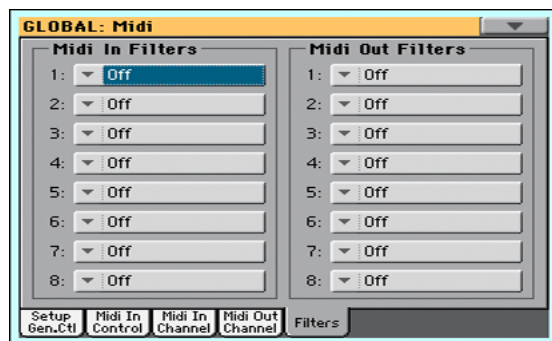 GLOBAL: Midi
Midi In Filters
1: Off
2: Off
3: Off
4: Off
5: Off
6: Off
7: Off
8: Off
Midi Out Filters
1: Off
2: Off
3: Off
4: Off
5: Off
6: Off
7: Off
8: Off
Setup Gen.Ctl
Midi In Control
Midi In Channel
Midi Out Channel
Filters